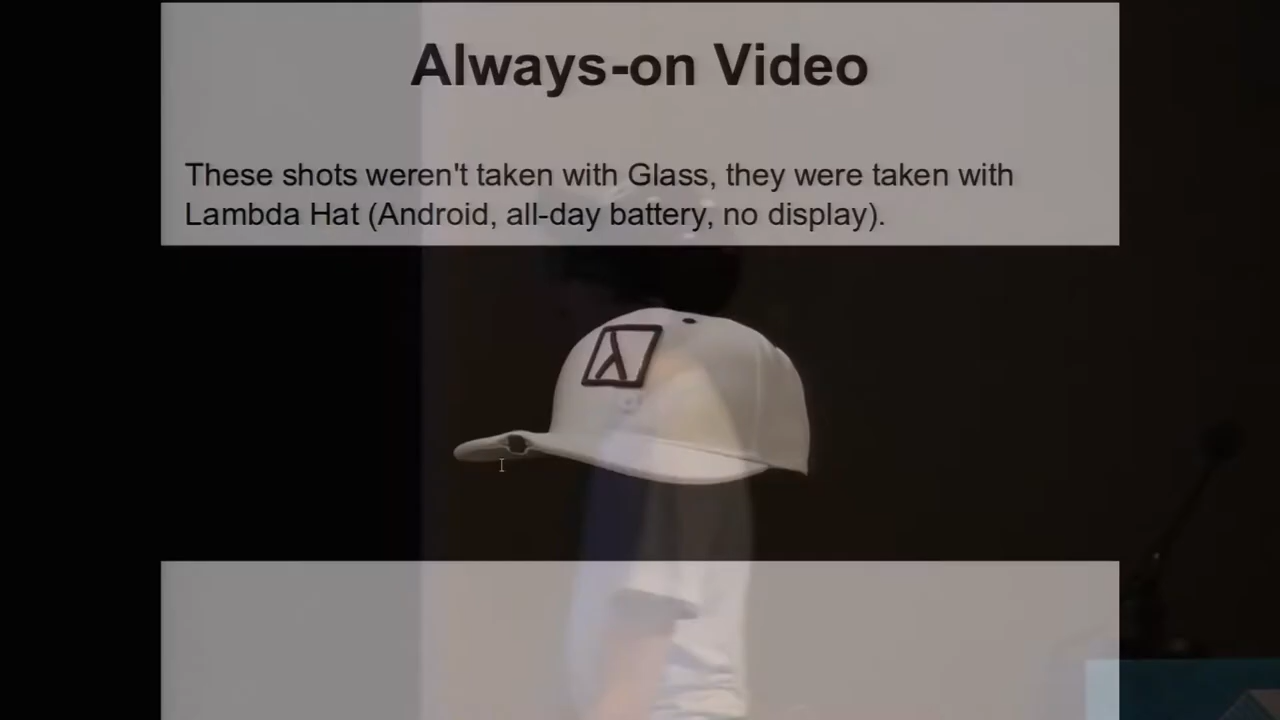 Always-on Video
These shots weren't taken with Glass, they were taken with
Lambda Hat (Android, all-day battery, no display).
λ